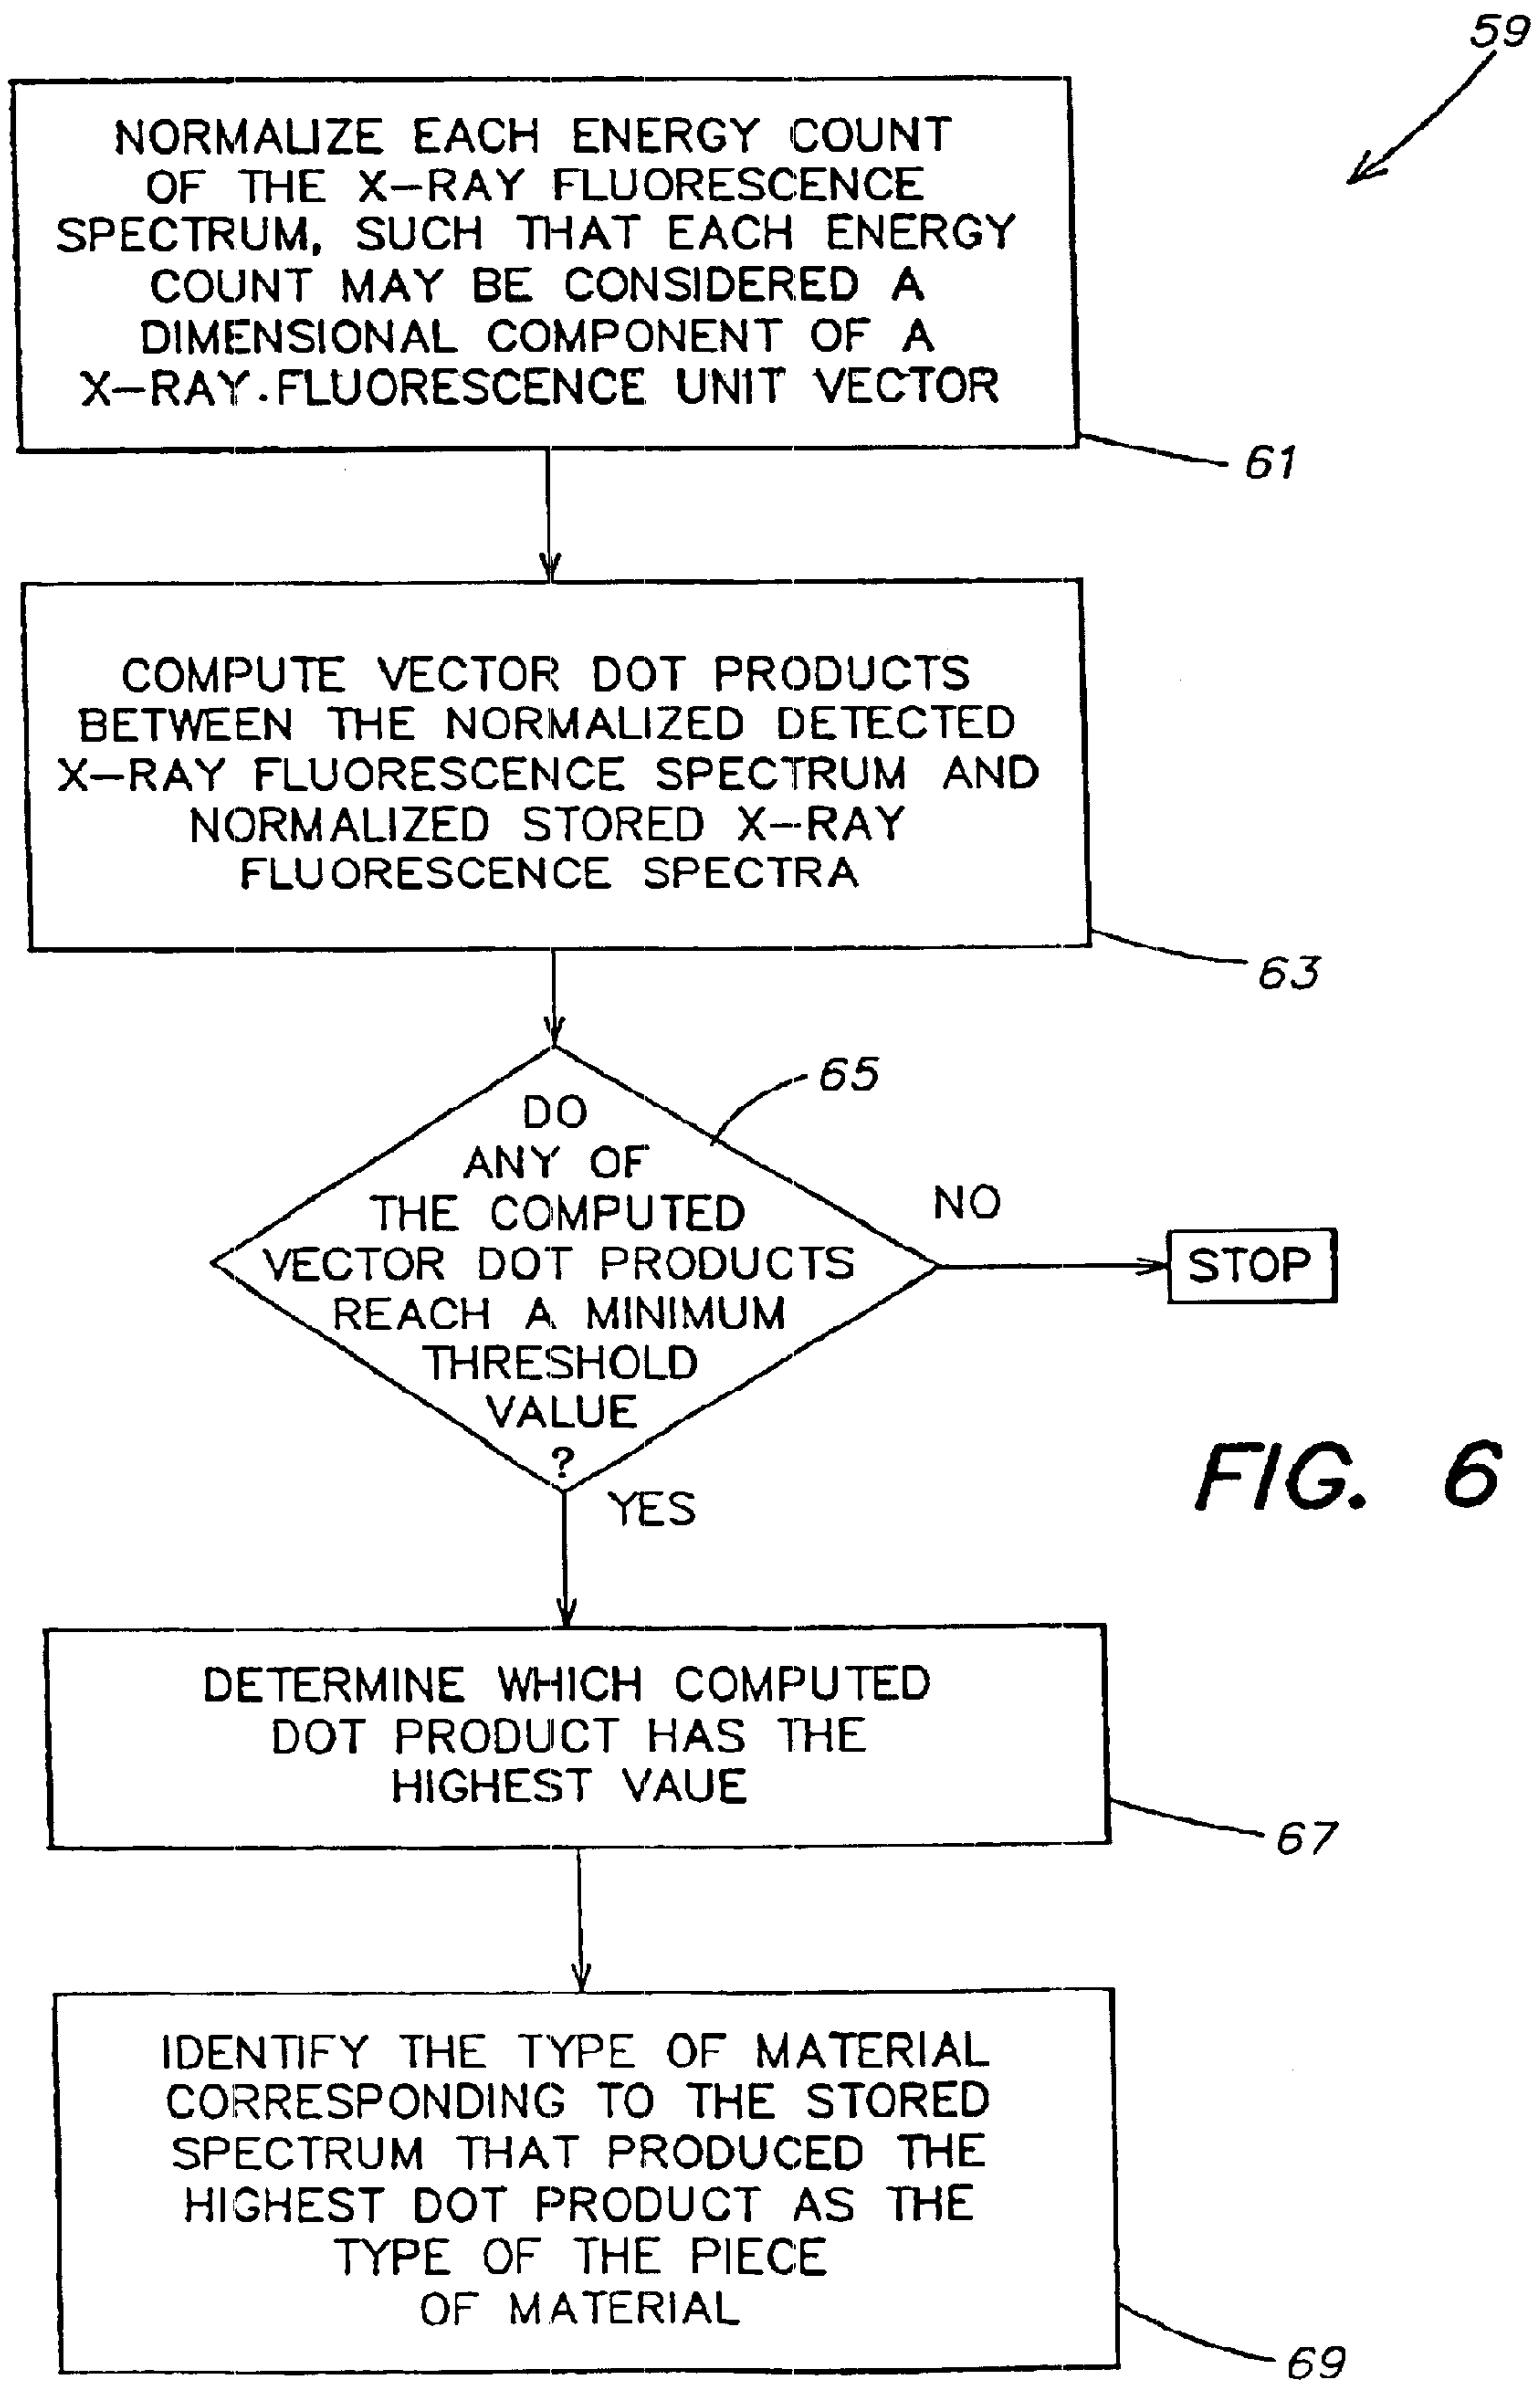 59
NORMALIZE EACH ENERGY COUNT
OF THE X-RAY FLUORESCENCE
SPECTRUM, SUCH THAT EACH ENERGY
COUNT MAY BE CONSIDERED A
DIMENSIONAL COMPONENT OF A
X-RAY.FLUORESCENCE UNIT VECTOR
61
COMPUTE VECTOR DOT PRODUCTS
BETWEEN THE NORMALIZED DETECTED
X-RAY FLUORESCENCE SPECTRUM AND
NORMALIZED STORED X-RAY
FLUORESCENCE SPECTRA
63
65
DO
ANY OF
THE COMPUTED
VECTOR DOT PRODUCTS
REACH A MINIMUM
THRESHOLD
VALUE
?
NO
STOP
YES
FIG. 6
DETERMINE WHICH COMPUTED
DOT PRODUCT HAS THE
HIGHEST VAUE
67
IDENTIFY THE TYPE OF MATERIAL
CORRESPONDING TO THE STORED
SPECTRUM THAT PRODUCED THE
HIGHEST DOT PRODUCT AS THE
TYPE OF THE PIECE
OF MATERIAL
69